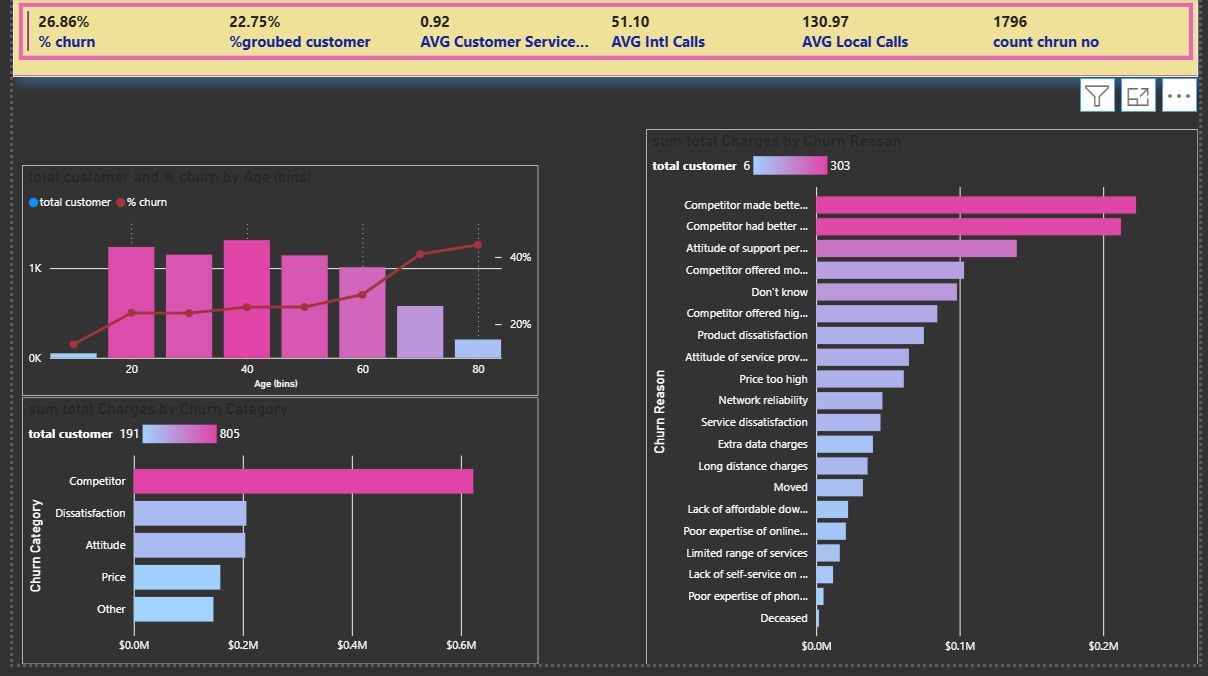 26.86% 22.75% 0.92 51.10 130.97 1796
% churn %groubed customer AVG Customer Service... AVG Intl Calls AVG Local Calls count chrun no
total customer and % churn by Age (bins)
total customer % churn
1K
0K
40%
20%
20 40 60 80
Age (bins)
sum total Charges by Churn Category
total customer 191 805
Churn Category
Competitor
Dissatisfaction
Attitude
Price
Other
$0.0M $0.2M $0.4M $0.6M
sum total Charges by Churn Reason
total customer 6 303
Churn Reason
Competitor made bette...
Competitor had better ...
Attitude of support per...
Competitor offered mo...
Don't know
Competitor offered hig...
Product dissatisfaction
Attitude of service prov...
Price too high
Network reliability
Service dissatisfaction
Extra data charges
Long distance charges
Moved
Lack of affordable dow...
Poor expertise of online...
Limited range of services
Lack of self-service on ...
Poor expertise of phon...
Deceased
$0.0M $0.1M $0.2M